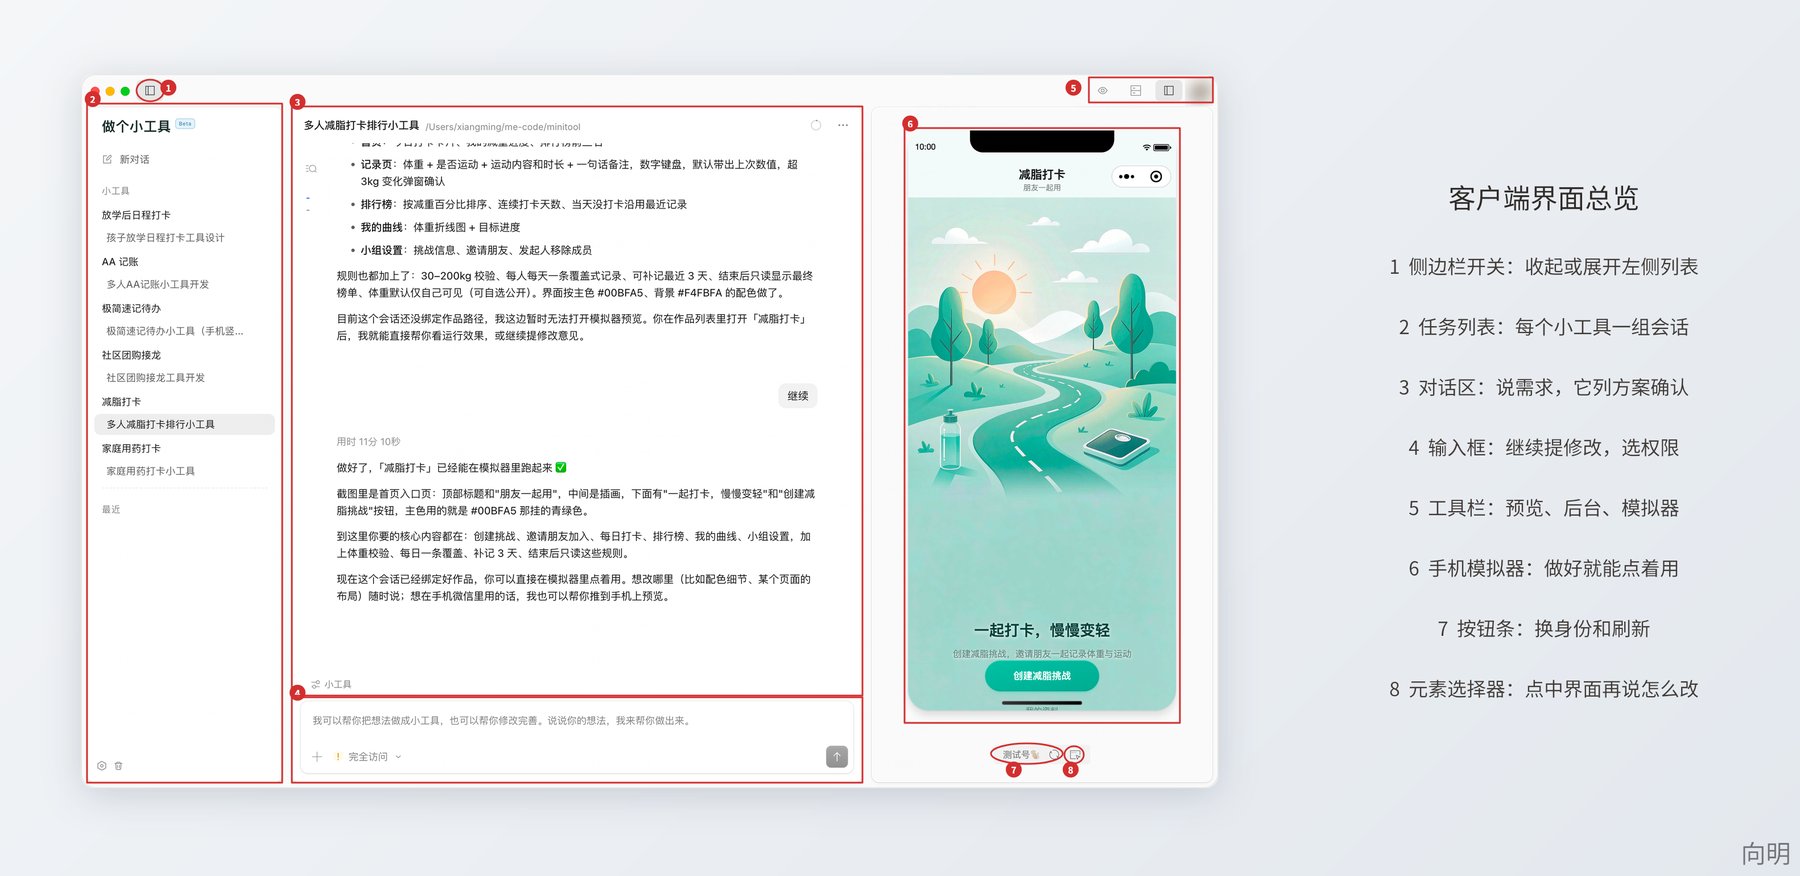 1
2
做个小工具 Beta
新对话
小工具
放学后日程打卡
孩子放学日程打卡工具设计
AA 记账
多人AA记账小工具开发
极简速记待办
极简速记待办小工具（手机竖...
社区团购接龙
社区团购接龙工具开发
减脂打卡
多人减脂打卡排行小工具
家庭用药打卡
家庭用药打卡小工具
最近
3
多人减脂打卡排行小工具 /Users/xiangming/me-code/minitool
• 记录页：体重 + 是否运动 + 运动内容和时长 + 一句话备注，数字键盘，默认带出上次数值，超
3kg 变化弹窗确认
• 排行榜：按减重百分比排序、连续打卡天数、当天没打卡沿用最近记录
• 我的曲线：体重折线图 + 目标进度
• 小组设置：挑战信息、邀请朋友、发起人移除成员
规则也都加上了：30–200kg 校验、每人每天一条覆盖式记录、可补记最近 3 天、结束后只读显示最终
榜单、体重默认仅自己可见（可自选公开）。界面按主色 #00BFA5、背景 #F4FBFA 的配色做了。
目前这个会话还没绑定作品路径，我这边暂时无法打开模拟器预览。你在作品列表里打开「减脂打卡」
后，我就能直接帮你看运行效果，或继续提修改意见。
继续
用时 11分 10秒
做好了，「减脂打卡」已经能在模拟器里跑起来 ✅
截图里是首页入口页：顶部标题和"朋友一起用"，中间是插画，下面有"一起打卡，慢慢变轻"和"创建减
脂挑战"按钮，主色用的就是 #00BFA5 那挂的青绿色。
到这里你要的核心内容都在：创建挑战、邀请朋友加入、每日打卡、排行榜、我的曲线、小组设置，加
上体重校验、每日一条覆盖、补记 3 天、结束后只读这些规则。
现在这个会话已经绑定好作品，你可以直接在模拟器里点着用。想改哪里（比如配色细节、某个页面的
布局）随时说；想在手机微信里用的话，我也可以帮你推到手机上预览。
小工具
4
我可以帮你把想法做成小工具，也可以帮你修改完善。说说你的想法，我来帮你做出来。
完全访问
5
6
10:00
减脂打卡
朋友一起用
一起打卡，慢慢变轻
创建减脂挑战，邀请朋友一起记录体重与运动
创建减脂挑战
测试号
7
8
客户端界面总览
1 侧边栏开关：收起或展开左侧列表
2 任务列表：每个小工具一组会话
3 对话区：说需求，它列方案确认
4 输入框：继续提修改，选权限
5 工具栏：预览、后台、模拟器
6 手机模拟器：做好就能点着用
7 按钮条：换身份和刷新
8 元素选择器：点中界面再说怎么改
向明